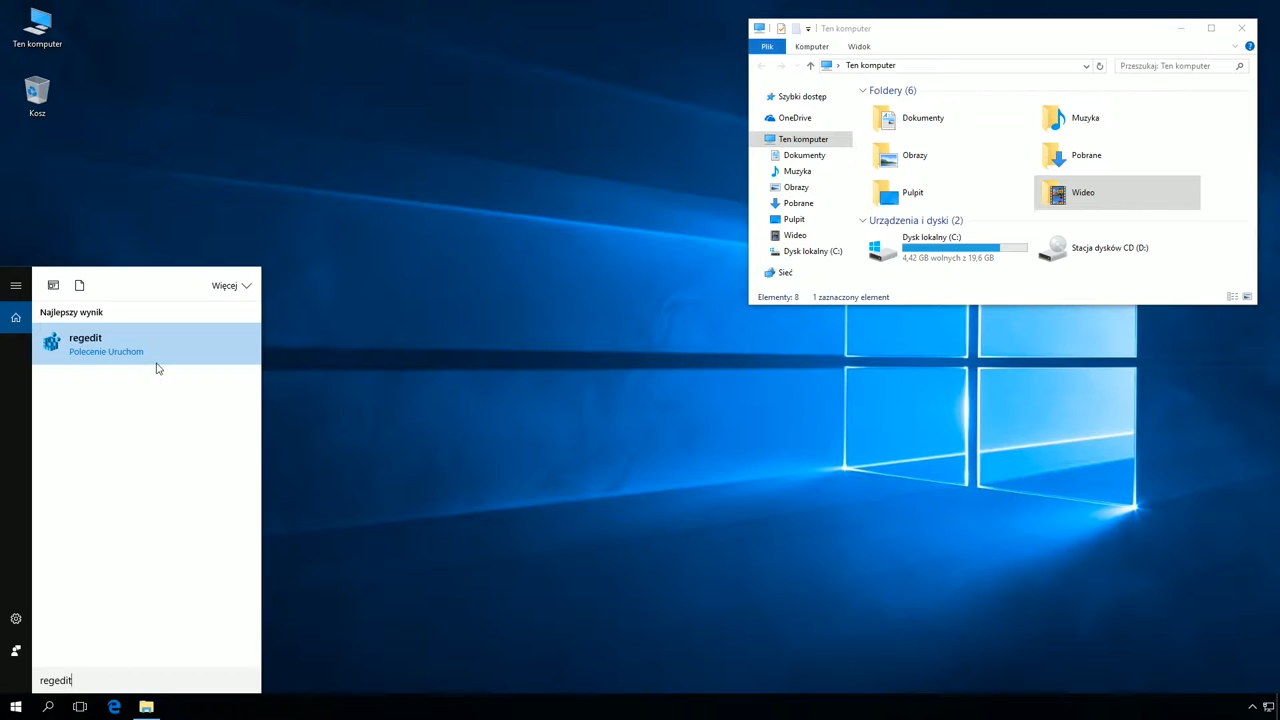 Ten komputer
Kosz
Ten komputer
Plik Komputer Widok
Ten komputer
Przeszukaj: Ten komputer
Szybki dostęp
OneDrive
Ten komputer
Dokumenty
Muzyka
Obrazy
Pobrane
Pulpit
Wideo
Dysk lokalny (C:)
Sieć
Foldery (6)
Dokumenty
Muzyka
Obrazy
Pobrane
Pulpit
Wideo
Urządzenia i dyski (2)
Dysk lokalny (C:)
4,42 GB wolnych z 19,6 GB
Stacja dysków CD (D:)
Elementy: 8 1 zaznaczony element
Więcej
Najlepszy wynik
regedit
Polecenie Uruchom
regedit